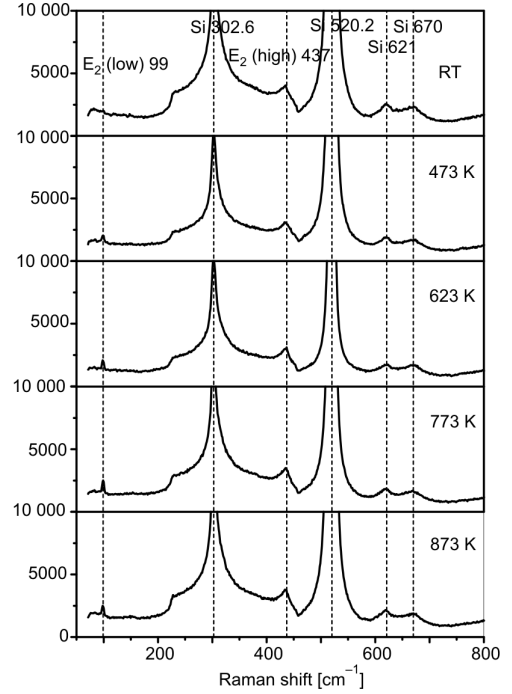 10 000
Si 302.6
Si 520.2
Si 670
E₂ (high) 437
Si 621
E₂ (low) 99
RT
5000
10 000
473 K
5000
10 000
623 K
5000
10 000
773 K
5000
10 000
873 K
5000
0
200 400 600 800
Raman shift [cm⁻¹]